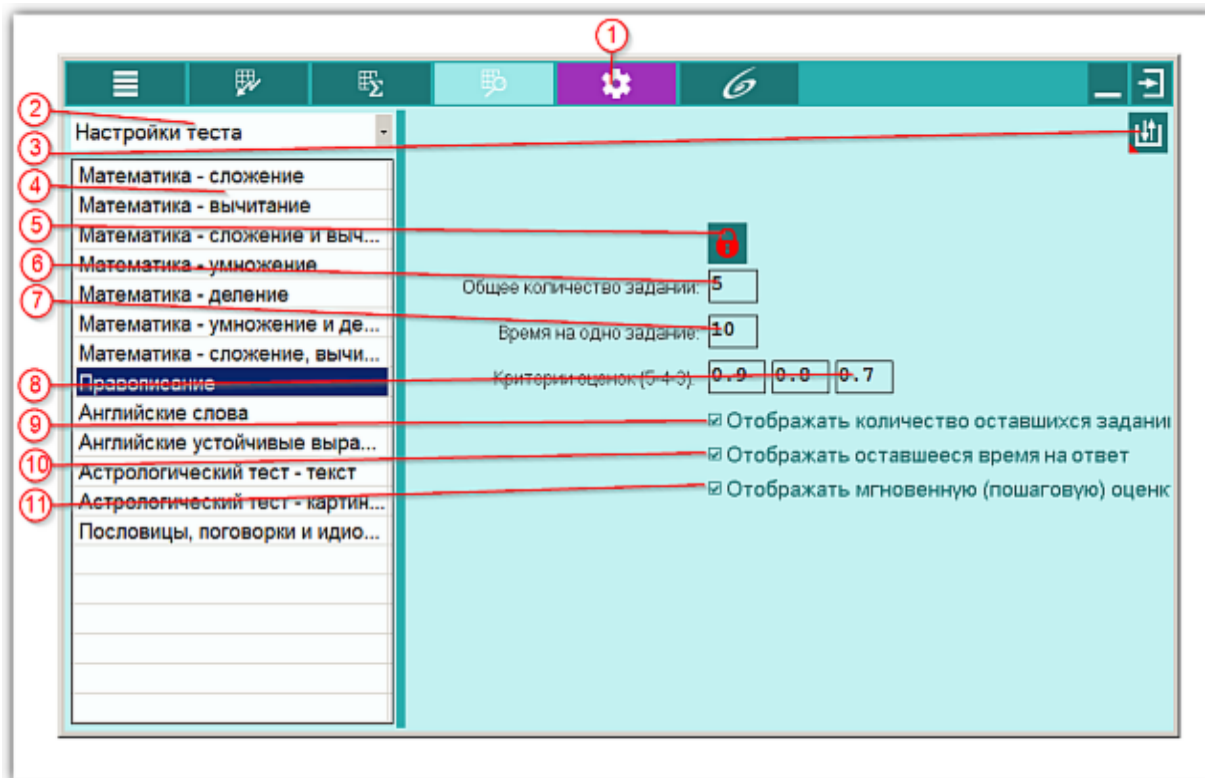 1
2
Настройки теста
3
4
Математика - сложение
Математика - вычитание
5
Математика - сложение и выч...
6
Математика - умножение
7
Математика - деление
Математика - умножение и де...
Математика - сложение, вычи...
8
Правописание
9
Английские слова
10
Английские устойчивые выра...
Астрологический тест - текст
11
Астрологический тест - картин...
Пословицы, поговорки и идио...
Общее количество заданий: 5
Время на одно задание: 10
Критерии оценок (5-4-3): 0.9 0.8 0.7
Отображать количество оставшихся задани
Отображать оставшееся время на ответ
Отображать мгновенную (пошаговую) оценк